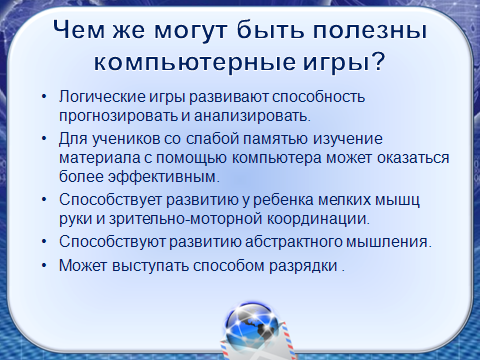 Чем же могут быть полезны
компьютерные игры?
• Логические игры развивают способность
прогнозировать и анализировать.
• Для учеников со слабой памятью изучение
материала с помощью компьютера может оказаться
более эффективным.
• Способствует развитию у ребенка мелких мышц
руки и зрительно-моторной координации.
• Способствуют развитию абстрактного мышления.
• Может выступать способом разрядки .